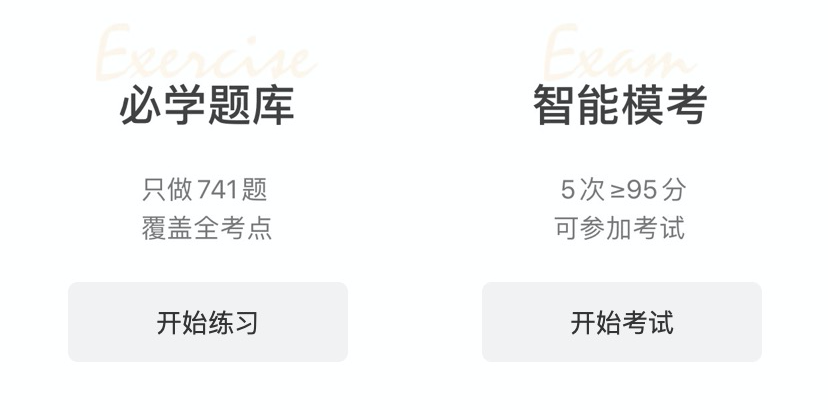 Exercise
必学题库
只做741题
覆盖全考点
开始练习
Exam
智能模考
5次≥95分
可参加考试
开始考试